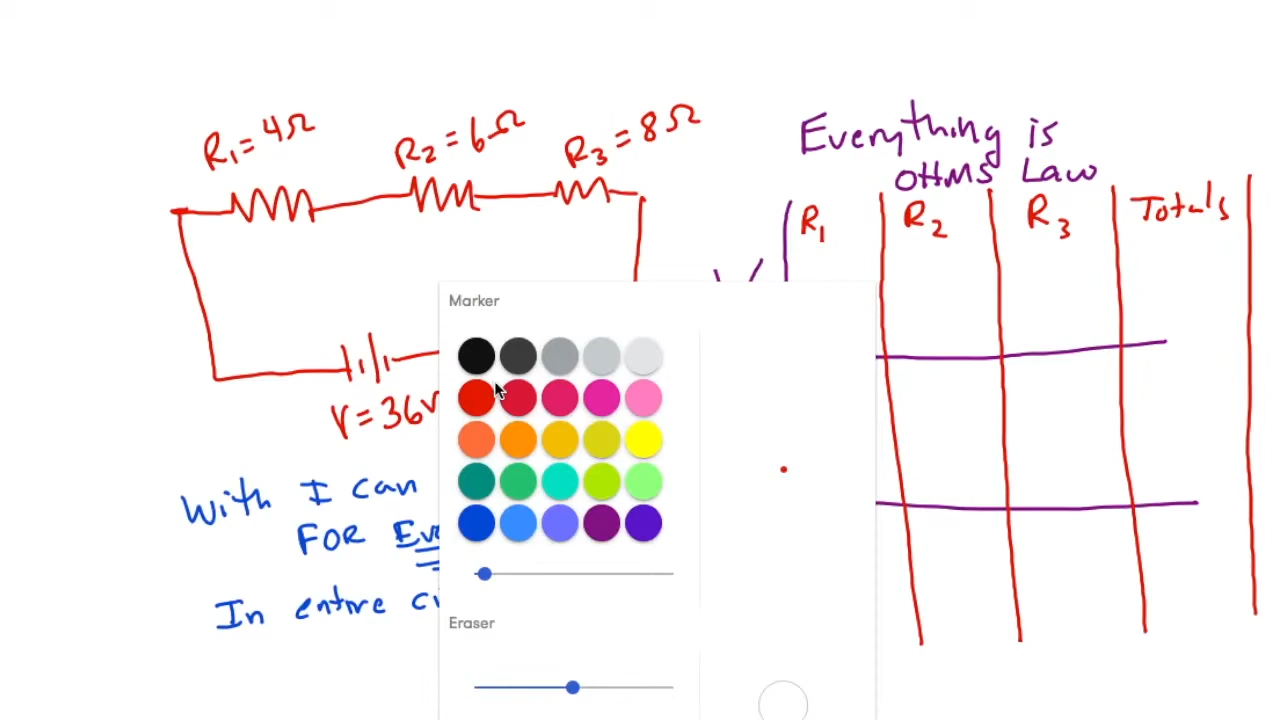 R1=4Ω
R2=6Ω
R3=8Ω
Everything is
OHMS LAW
R1
R2
R3
Totals
Marker
V=36V
With I can
FOR
In entire
Eraser